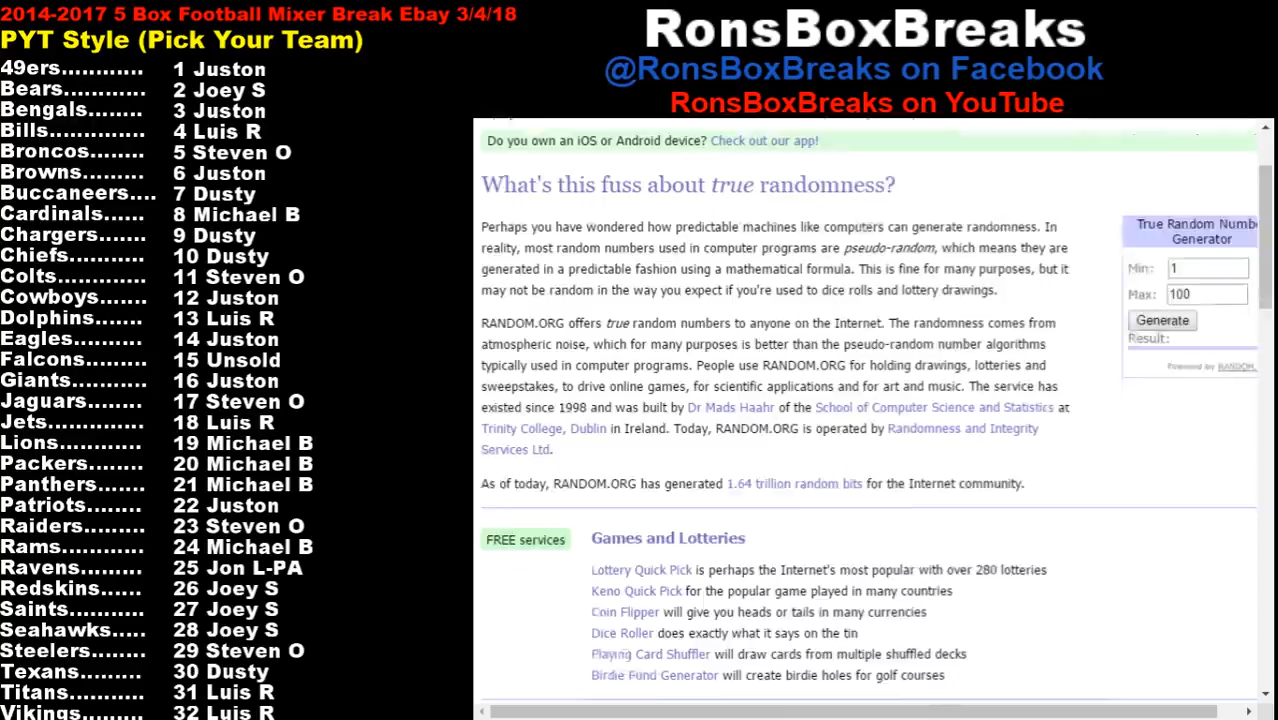 2014-2017 5 Box Football Mixer Break Ebay 3/4/18
PYT Style (Pick Your Team)
49ers............ 1 Juston
Bears............ 2 Joey S
Bengals......... 3 Juston
Bills.............. 4 Luis R
Broncos........ 5 Steven O
Browns......... 6 Juston
Buccaneers.... 7 Dusty
Cardinals...... 8 Michael B
Chargers....... 9 Dusty
Chiefs........... 10 Dusty
Colts............. 11 Steven O
Cowboys....... 12 Juston
Dolphins........ 13 Luis R
Eagles........... 14 Juston
Falcons.......... 15 Unsold
Giants............ 16 Juston
Jaguars......... 17 Steven O
Jets............... 18 Luis R
Lions............. 19 Michael B
Packers......... 20 Michael B
Panthers....... 21 Michael B
Patriots......... 22 Juston
Raiders.......... 23 Steven O
Rams............. 24 Michael B
Ravens.......... 25 Jon L-PA
Redskins....... 26 Joey S
Saints............ 27 Joey S
Seahawks..... 28 Joey S
Steelers......... 29 Steven O
Texans........... 30 Dusty
Titans............ 31 Luis R
Vikings.......... 32 Luis R
RonsBoxBreaks
@RonsBoxBreaks on Facebook
RonsBoxBreaks on YouTube
Do you own an iOS or Android device? Check out our app!
What's this fuss about true randomness?
Perhaps you have wondered how predictable machines like computers can generate randomness. In
reality, most random numbers used in computer programs are pseudo-random, which means they are
generated in a predictable fashion using a mathematical formula. This is fine for many purposes, but it
may not be random in the way you expect if you're used to dice rolls and lottery drawings.
RANDOM.ORG offers true random numbers to anyone on the Internet. The randomness comes from
atmospheric noise, which for many purposes is better than the pseudo-random number algorithms
typically used in computer programs. People use RANDOM.ORG for holding drawings, lotteries and
sweepstakes, to drive online games, for scientific applications and for art and music. The service has
existed since 1998 and was built by Dr Mads Haahr of the School of Computer Science and Statistics at
Trinity College, Dublin in Ireland. Today, RANDOM.ORG is operated by Randomness and Integrity
Services Ltd.
As of today, RANDOM.ORG has generated 1.64 trillion random bits for the Internet community.
FREE services
Games and Lotteries
Lottery Quick Pick is perhaps the Internet's most popular with over 280 lotteries
Keno Quick Pick for the popular game played in many countries
Coin Flipper will give you heads or tails in many currencies
Dice Roller does exactly what it says on the tin
Playing Card Shuffler will draw cards from multiple shuffled decks
Birdie Fund Generator will create birdie holes for golf courses
True Random Numb
Generator
Min: 1
Max: 100
Generate
Result:
Powered by RANDOM.